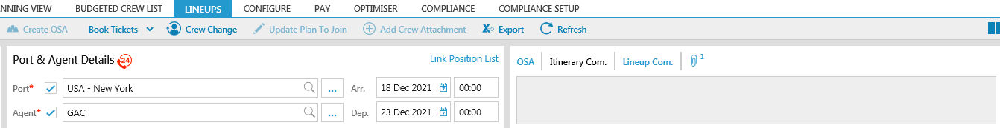 NNING VIEW BUDGETED CREW LIST LINEUPS CONFIGURE PAY OPTIMISER COMPLIANCE COMPLIANCE SETUP
Create OSA Book Tickets Crew Change Update Plan To Join Add Crew Attachment Export Refresh
Port & Agent Details 24 Link Position List
OSA Itinerary Com. Lineup Com. 1
Port* USA - New York ... Arr. 18 Dec 2021 7 00:00
Agent* GAC ... Dep. 23 Dec 2021 7 00:00